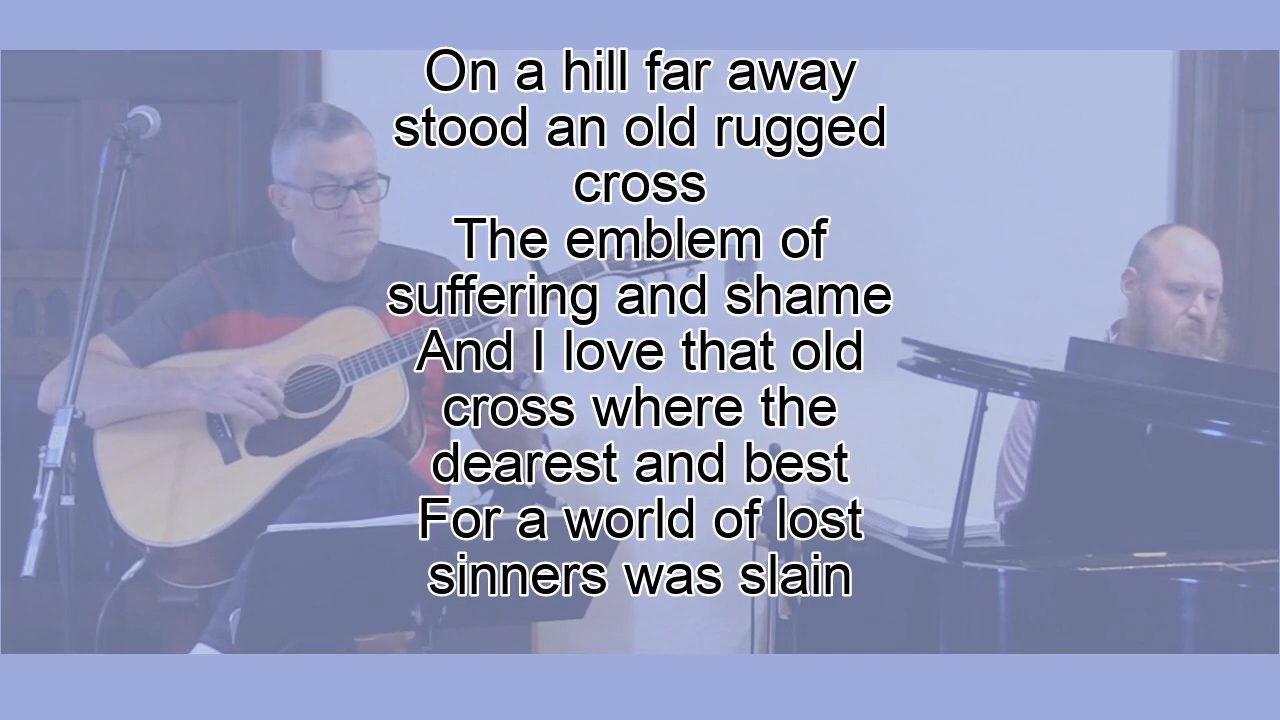 On a hill far away
stood an old rugged
cross
The emblem of
suffering and shame
And I love that old
cross where the
dearest and best
For a world of lost
sinners was slain